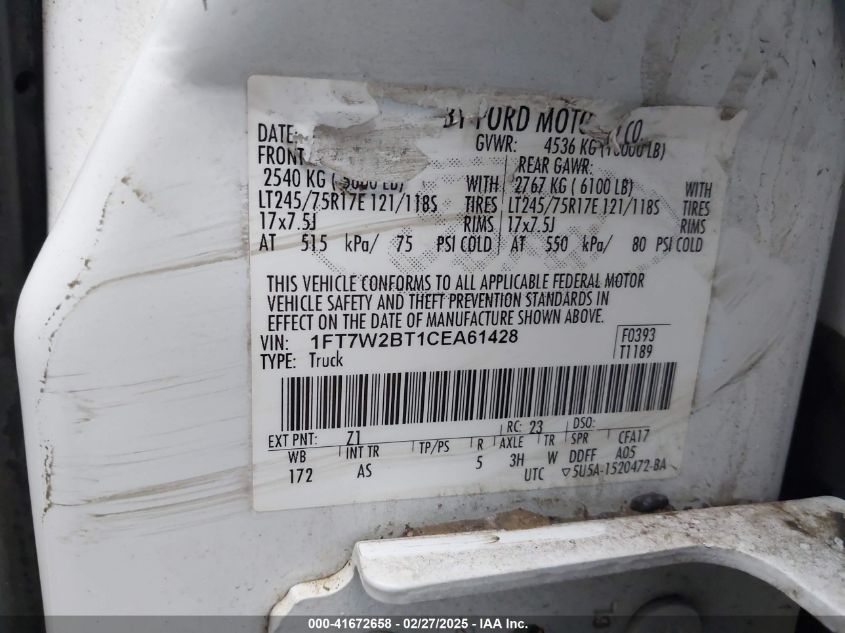 BY FORD MOTOR CO.
DATE: GVWR: 4536 KG (10000 LB)
FRONT REAR GAWR:
2540 KG ( LB) WITH 2767 KG ( 6100 LB) WITH
LT245/75R17E 121/118S TIRES LT245/75R17E 121/118S TIRES
17x7.5J RIMS 17x7.5J RIMS
AT 515 kPa/ 75 PSI COLD AT 550 kPa/ 80 PSI COLD
THIS VEHICLE CONFORMS TO ALL APPLICABLE FEDERAL MOTOR
VEHICLE SAFETY AND THEFT PREVENTION STANDARDS IN
EFFECT ON THE DATE OF MANUFACTURE SHOWN ABOVE.
VIN: 1FT7W2BT1CEA61428 F0393
TYPE: Truck T1189
EXT PNT: Z1 RC: 23 DSO:
WB INT TR TP/PS R AXLE TR SPR CFA17
172 AS 5 3H W DDFF A05
UTC ▽5U5A-1520472-BA
000-41672658 - 02/27/2025 - IAA Inc.